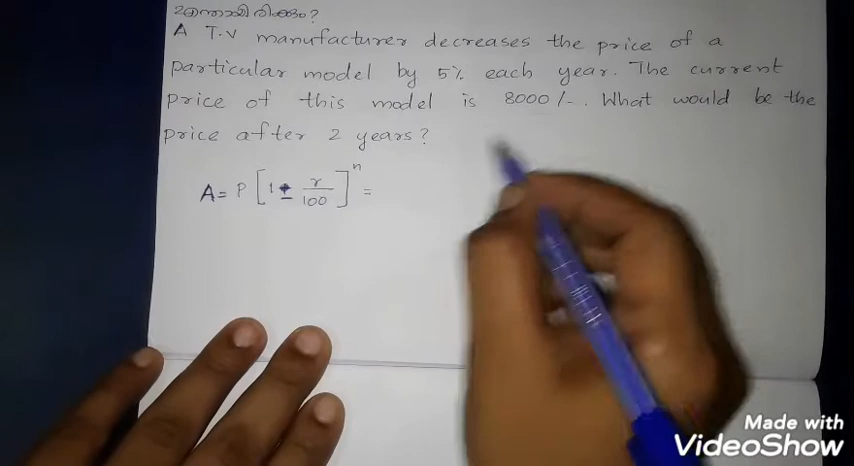 എന്തായിരിക്കും?
A T.V manufacturer decreases the price of a
particular model by 5% each year. The current
price of this model is 8000/-. What would be the
price after 2 years?
A = P [1 ± r/100]^n =
Made with
VideoShow